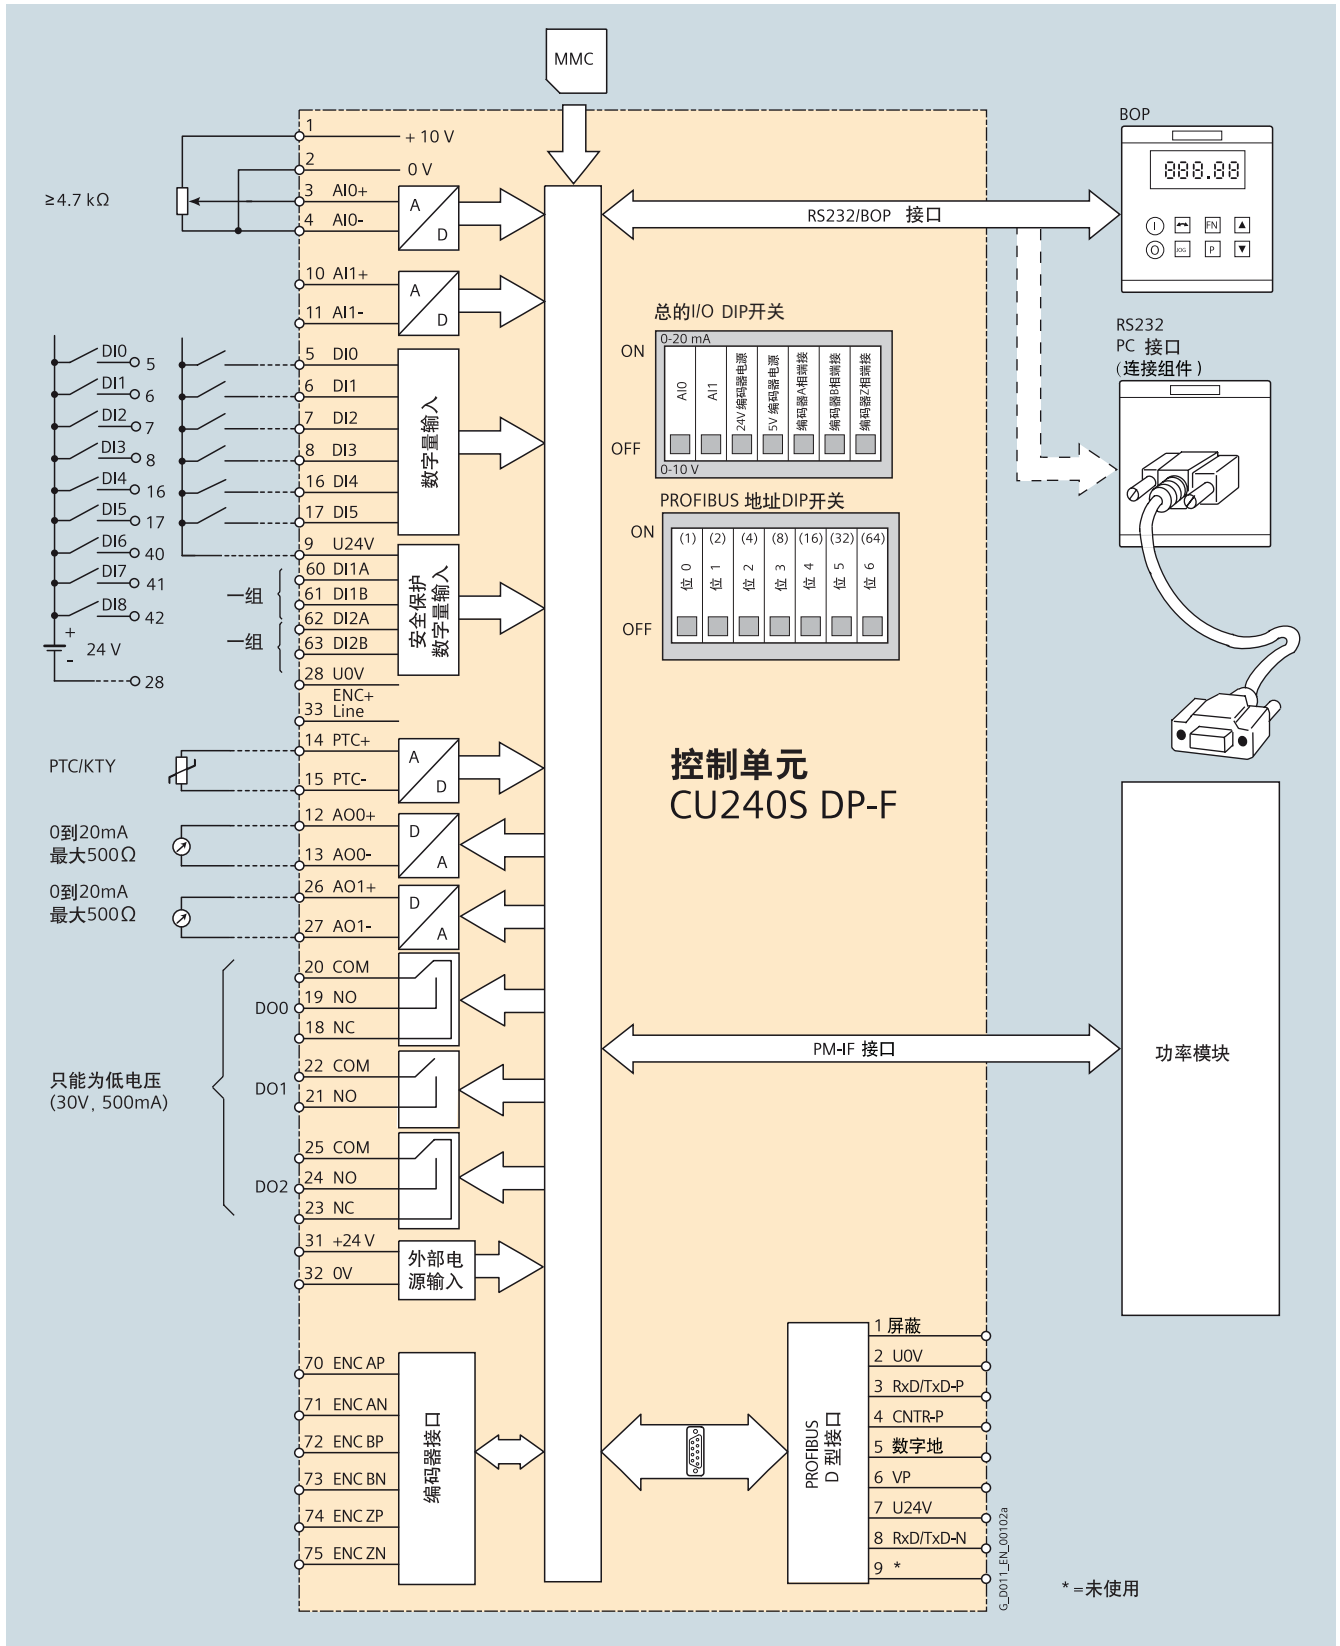 MMC
1
+ 10 V
2
0 V
3 AI0+
4 AI0-
≥4.7 kΩ
A
D
10 AI1+
11 AI1-
A
D
RS232/BOP 接口
BOP
888.88
I
FN
O
JOG
P
RS232
PC 接口
(连接组件)
总的I/O DIP开关
ON
0-20 mA
AI0
AI1
24V 编码器电源
5V 编码器电源
编码器A相端接
编码器B相端接
编码器Z相端接
OFF
0-10 V
PROFIBUS 地址DIP开关
ON
(1) (2) (4) (8) (16) (32) (64)
位 0
位 1
位 2
位 3
位 4
位 5
位 6
OFF
DI0 5
DI1 6
DI2 7
DI3 8
DI4 16
DI5 17
DI6 40
DI7 41
DI8 42
+
24 V
-
28
5 DI0
6 DI1
7 DI2
8 DI3
16 DI4
17 DI5
数字量输入
9 U24V
60 DI1A
61 DI1B
62 DI2A
63 DI2B
一组
一组
安全保护
数字量输入
28 U0V
ENC+
33 Line
控制单元
CU240S DP-F
PTC/KTY
14 PTC+
15 PTC-
A
D
0到20mA
最大500Ω
12 AO0+
13 AO0-
D
A
0到20mA
最大500Ω
26 AO1+
27 AO1-
D
A
只能为低电压
(30V, 500mA)
DO0
20 COM
19 NO
18 NC
DO1
22 COM
21 NO
DO2
25 COM
24 NO
23 NC
PM-IF 接口
功率模块
31 +24 V
32 0V
外部电
源输入
70 ENC AP
71 ENC AN
72 ENC BP
73 ENC BN
74 ENC ZP
75 ENC ZN
编码器接口
PROFIBUS
D 型接口
1 屏蔽
2 U0V
3 RxD/TxD-P
4 CNTR-P
5 数字地
6 VP
7 U24V
8 RxD/TxD-N
9 *
G_D011_EN_00102a
* =未使用